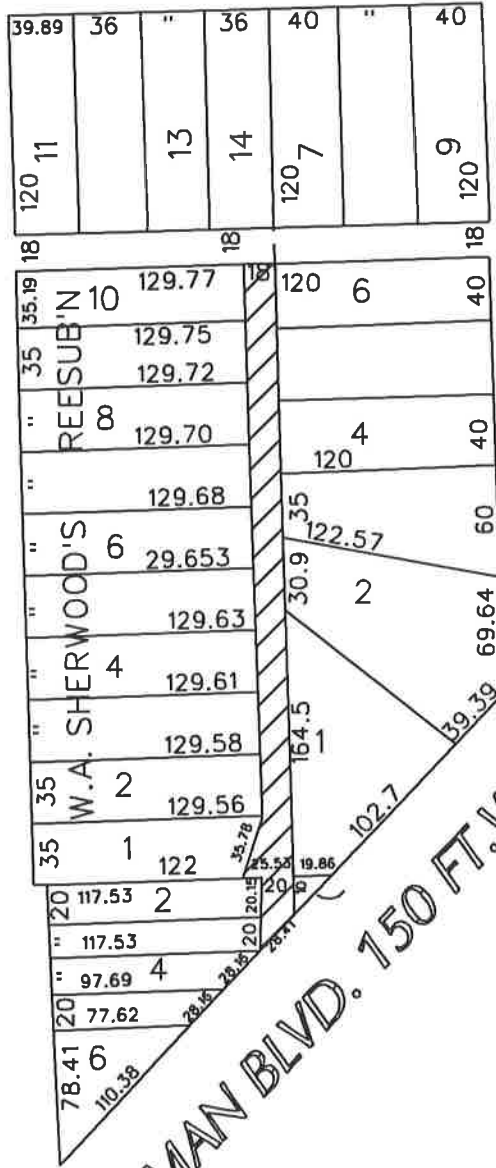 39.89 36 " 36 40 " 40
11 13 14 7 9
120 120 120
18 18 18
35.19 10 129.77 18 120 6 40
35 129.75
129.72
" 8 129.70 4 40
120
" 129.68 35 60
" 6 29.653 122.57
" 129.63 30.9 2 69.64
" 4 129.61
" 129.58 164.5 1 39.39
35 2 129.56 102.7
35 1 122 35.78 25.53 19.86
W.A. SHERWOOD'S REESUB'N
20 117.53 2 20.15 20 10
" 117.53 20 28.41
" 97.69 4 28.16
20 77.62 28.16
78.41 6 110.38
MAN BLVD. 150 FT.